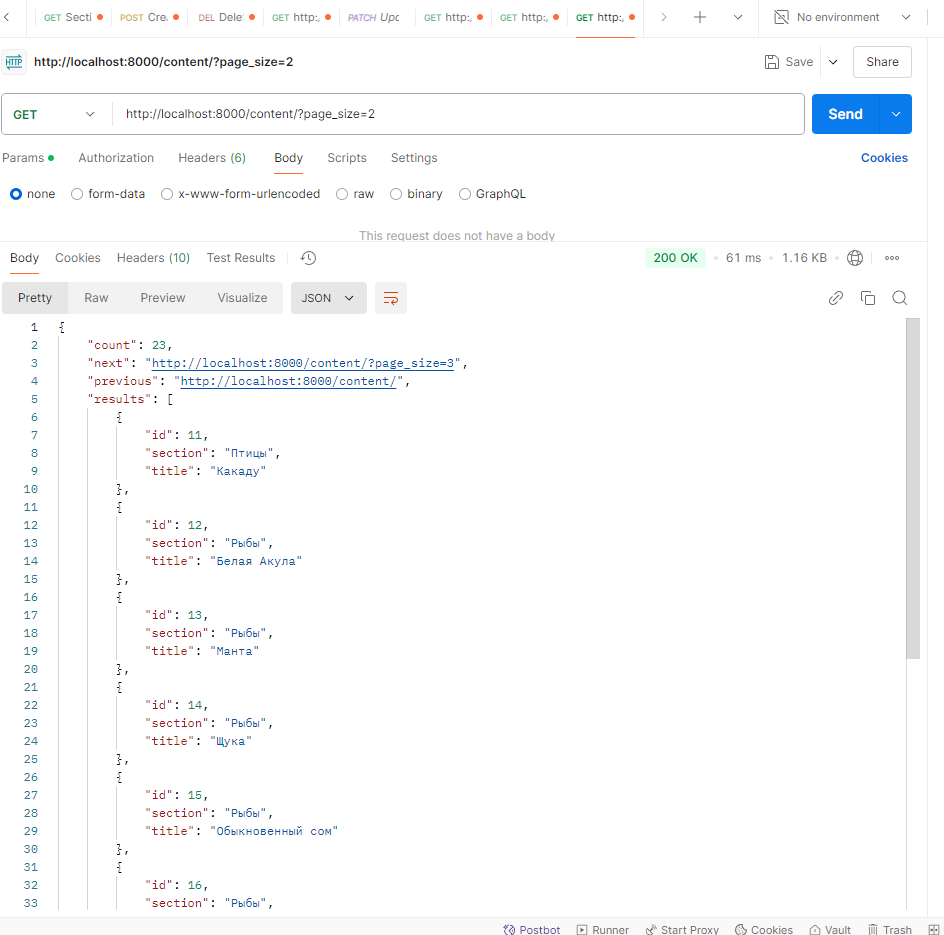 GET Secti POST Cre DEL Dele GET http:, PATCH Upc GET http:, GET http:, GET http:, No environment
HTTP http://localhost:8000/content/?page_size=2 Save Share
GET http://localhost:8000/content/?page_size=2 Send
Params Authorization Headers (6) Body Scripts Settings Cookies
none form-data x-www-form-urlencoded raw binary GraphQL
This request does not have a body
Body Cookies Headers (10) Test Results 200 OK 61 ms 1.16 KB
Pretty Raw Preview Visualize JSON
1 {
2 "count": 23,
3 "next": "http://localhost:8000/content/?page_size=3",
4 "previous": "http://localhost:8000/content/",
5 "results": [
6 {
7 "id": 11,
8 "section": "Птицы",
9 "title": "Какаду"
10 },
11 {
12 "id": 12,
13 "section": "Рыбы",
14 "title": "Белая Акула"
15 },
16 {
17 "id": 13,
18 "section": "Рыбы",
19 "title": "Манта"
20 },
21 {
22 "id": 14,
23 "section": "Рыбы",
24 "title": "Щука"
25 },
26 {
27 "id": 15,
28 "section": "Рыбы",
29 "title": "Обыкновенный сом"
30 },
31 {
32 "id": 16,
33 "section": "Рыбы",
Postbot Runner Start Proxy Cookies Vault Trash